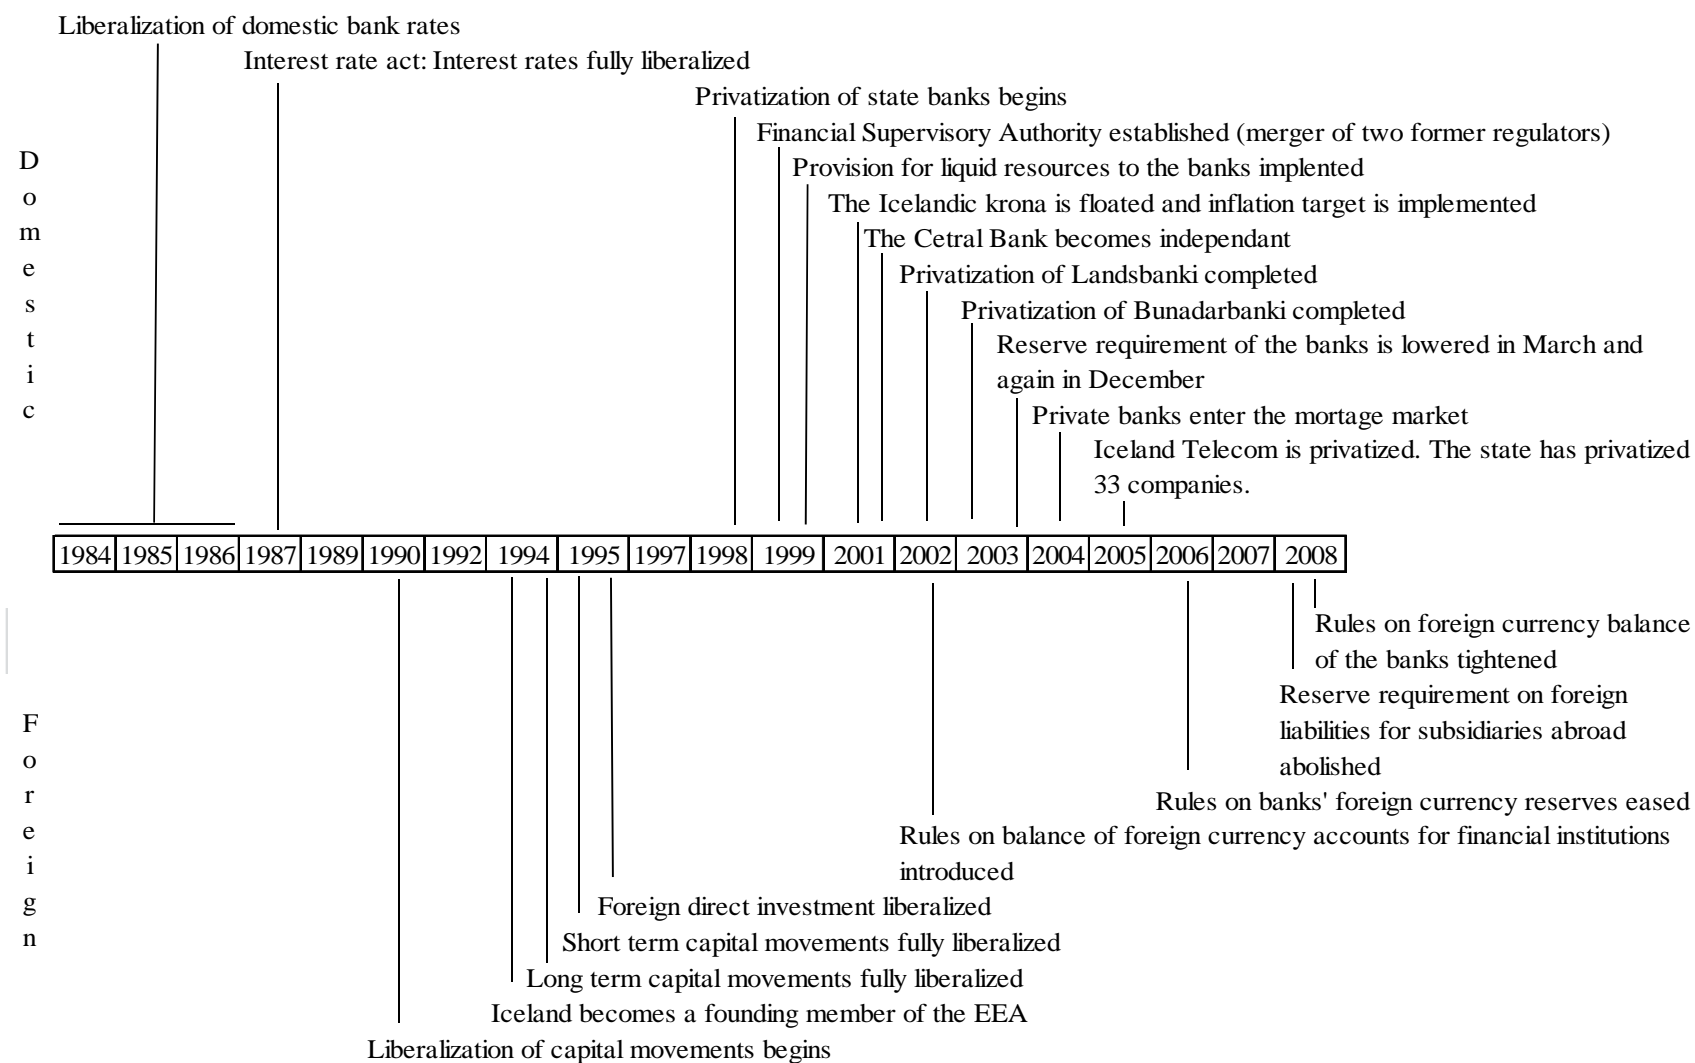 Liberalization of domestic bank rates
Interest rate act: Interest rates fully liberalized
Privatization of state banks begins
Financial Supervisory Authority established (merger of two former regulators)
Provision for liquid resources to the banks implented
The Icelandic krona is floated and inflation target is implemented
The Cetral Bank becomes independant
Privatization of Landsbanki completed
Privatization of Bunadarbanki completed
Reserve requirement of the banks is lowered in March and
again in December
Private banks enter the mortage market
Iceland Telecom is privatized. The state has privatized
33 companies.
Domestic
1984 1985 1986 1987 1989 1990 1992 1994 1995 1997 1998 1999 2001 2002 2003 2004 2005 2006 2007 2008
Foreign
Rules on foreign currency balance
of the banks tightened
Reserve requirement on foreign
liabilities for subsidiaries abroad
abolished
Rules on banks' foreign currency reserves eased
Rules on balance of foreign currency accounts for financial institutions
introduced
Foreign direct investment liberalized
Short term capital movements fully liberalized
Long term capital movements fully liberalized
Iceland becomes a founding member of the EEA
Liberalization of capital movements begins